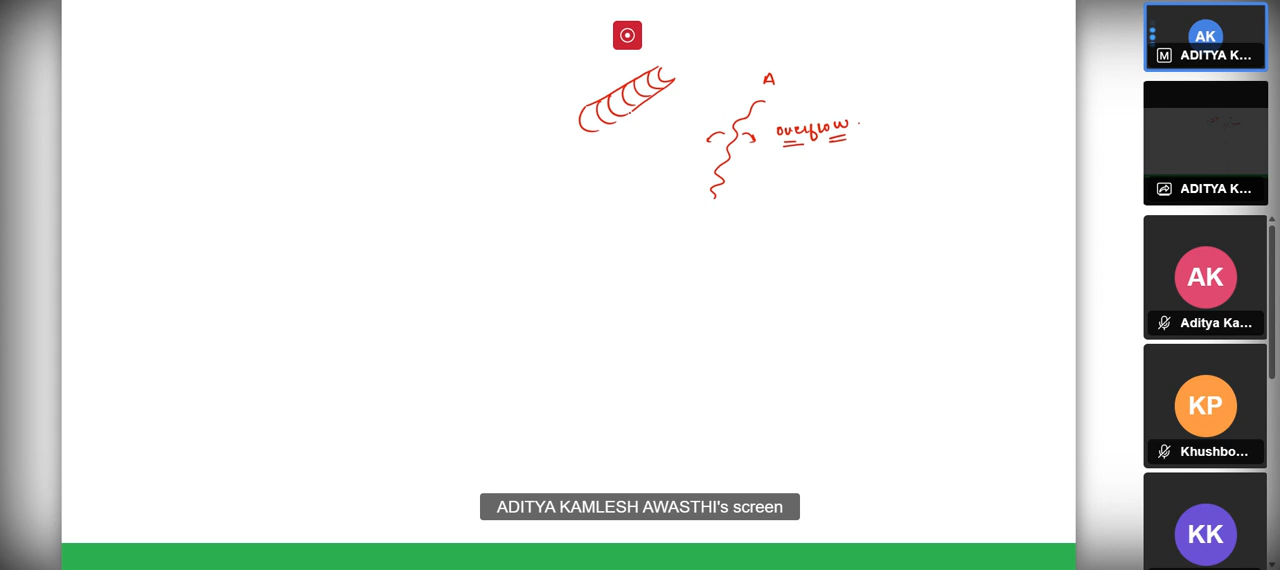 A
overflow.
AK
M ADITYA K...
ADITYA K...
AK
Aditya Ka...
KP
Khushbo...
KK
ADITYA KAMLESH AWASTHI's screen